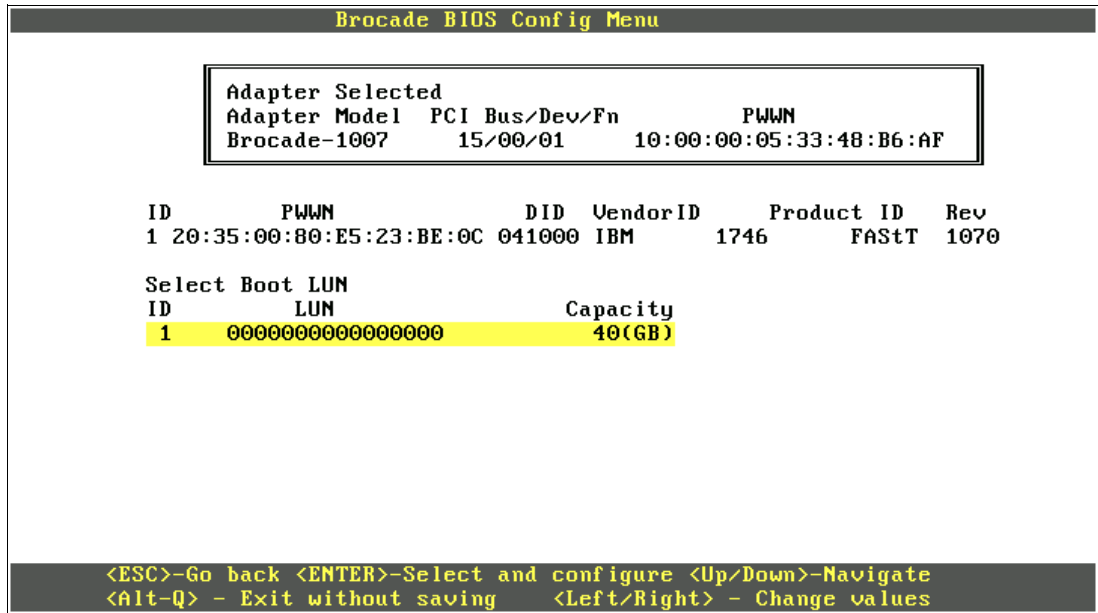 Brocade BIOS Config Menu
Adapter Selected
Adapter Model PCI Bus/Dev/Fn PWWN
Brocade-1007 15/00/01 10:00:00:05:33:48:B6:AF
ID PWWN DID VendorID Product ID Rev
1 20:35:00:80:E5:23:BE:0C 041000 IBM 1746 FAStT 1070
Select Boot LUN
ID LUN Capacity
1 0000000000000000 40(GB)
<ESC>-Go back <ENTER>-Select and configure <Up/Down>-Navigate
<Alt-Q> - Exit without saving <Left/Right> - Change values